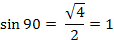 sin 90 = √4/2 = 1